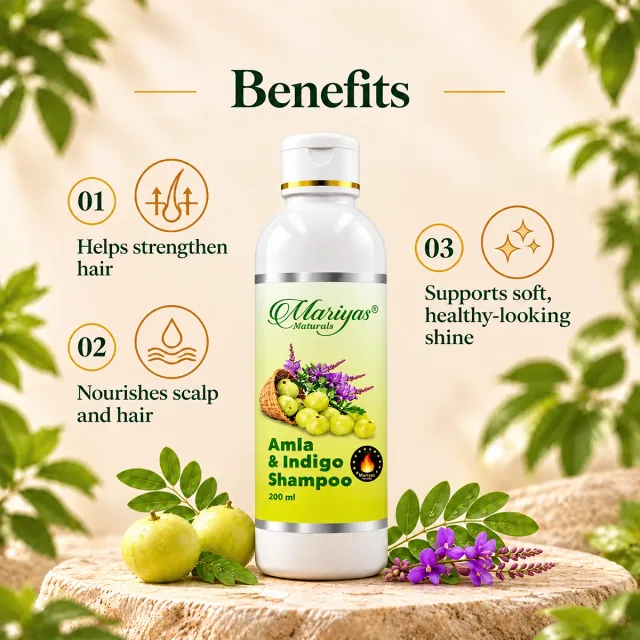 Benefits
01
Helps strengthen
hair
02
Nourishes scalp
and hair
03
Supports soft,
healthy-looking
shine
Mariyas®
Naturals
Amla
& Indigo
Shampoo
200 ml